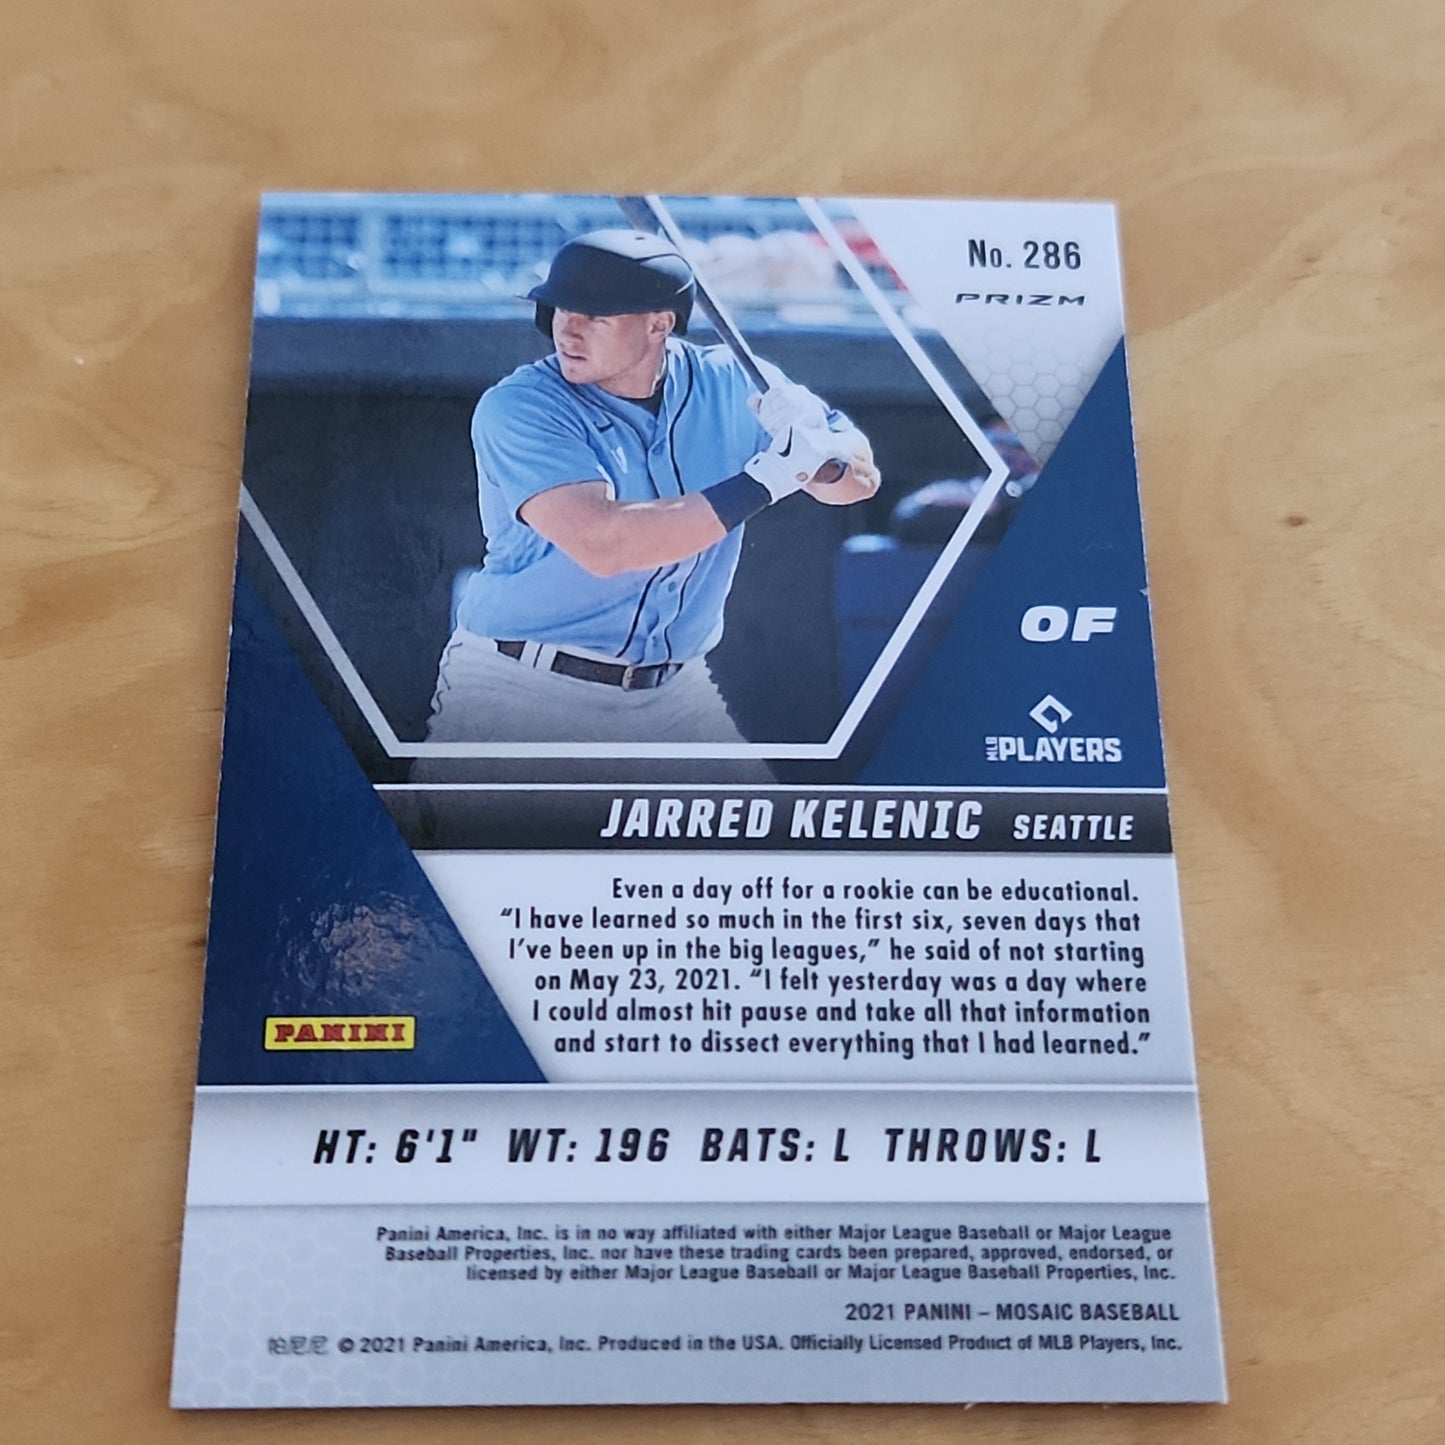 No. 286
PRIZM
OF
MLB PLAYERS
JARRED KELENIC SEATTLE
Even a day off for a rookie can be educational.
“I have learned so much in the first six, seven days that
I’ve been up in the big leagues,” he said of not starting
on May 23, 2021. “I felt yesterday was a day where
I could almost hit pause and take all that information
and start to dissect everything that I had learned.”
PANINI
HT: 6'1" WT: 196 BATS: L THROWS: L
Panini America, Inc. is in no way affiliated with either Major League Baseball or Major League
Baseball Properties, Inc. nor have these trading cards been prepared, approved, endorsed, or
licensed by either Major League Baseball or Major League Baseball Properties, Inc.
2021 PANINI – MOSAIC BASEBALL
帕尼尼 © 2021 Panini America, Inc. Produced in the USA. Officially Licensed Product of MLB Players, Inc.